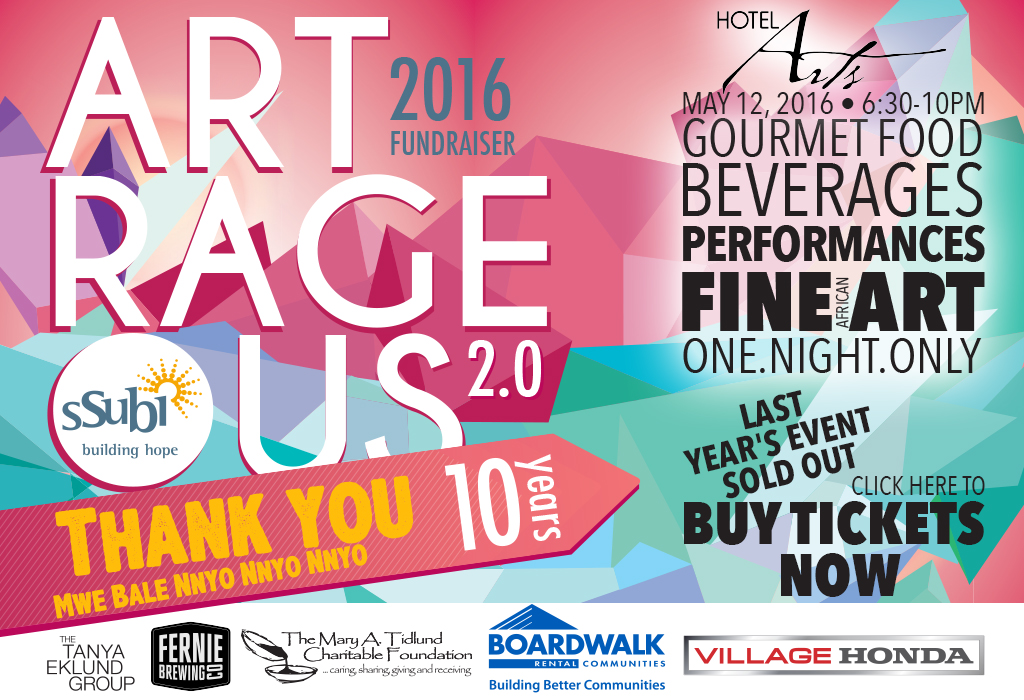 ART
RAGE
OUS 2.0
2016
FUNDRAISER
sSubi
building hope
THANK YOU
MWE BALE NNYO NNYO NNYO
10 years
HOTEL
Arts
MAY 12, 2016 • 6:30-10PM
GOURMET FOOD
BEVERAGES
PERFORMANCES
FINE AFRICAN ART
ONE.NIGHT.ONLY
LAST
YEAR'S EVENT
SOLD OUT
CLICK HERE TO
BUY TICKETS
NOW
THE
TANYA
EKLUND
GROUP
FERNIE
BREWING CO
The Mary A. Tidlund
Charitable Foundation
... caring, sharing, giving and receiving
BOARDWALK
RENTAL COMMUNITIES
Building Better Communities
VILLAGE HONDA